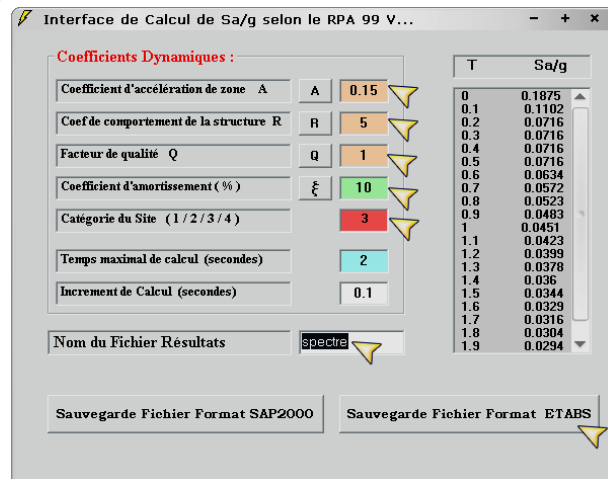 Interface de Calcul de Sa/g selon le RPA 99 V...
Coefficients Dynamiques :
Coefficient d'accélération de zone A A 0.15
Coef de comportement de la structure R R 5
Facteur de qualité Q Q 1
Coefficient d'amortissement ( % ) ξ 10
Catégorie du Site ( 1 / 2 / 3 / 4 ) 3
Temps maximal de calcul (secondes) 2
Increment de Calcul (secondes) 0.1
Nom du Fichier Résultats spectre
Sauvegarde Fichier Format SAP2000
Sauvegarde Fichier Format ETABS
T Sa/g
0 0.1875
0.1 0.1102
0.2 0.0716
0.3 0.0716
0.4 0.0716
0.5 0.0716
0.6 0.0634
0.7 0.0572
0.8 0.0523
0.9 0.0483
1 0.0451
1.1 0.0423
1.2 0.0399
1.3 0.0378
1.4 0.036
1.5 0.0344
1.6 0.0329
1.7 0.0316
1.8 0.0304
1.9 0.0294